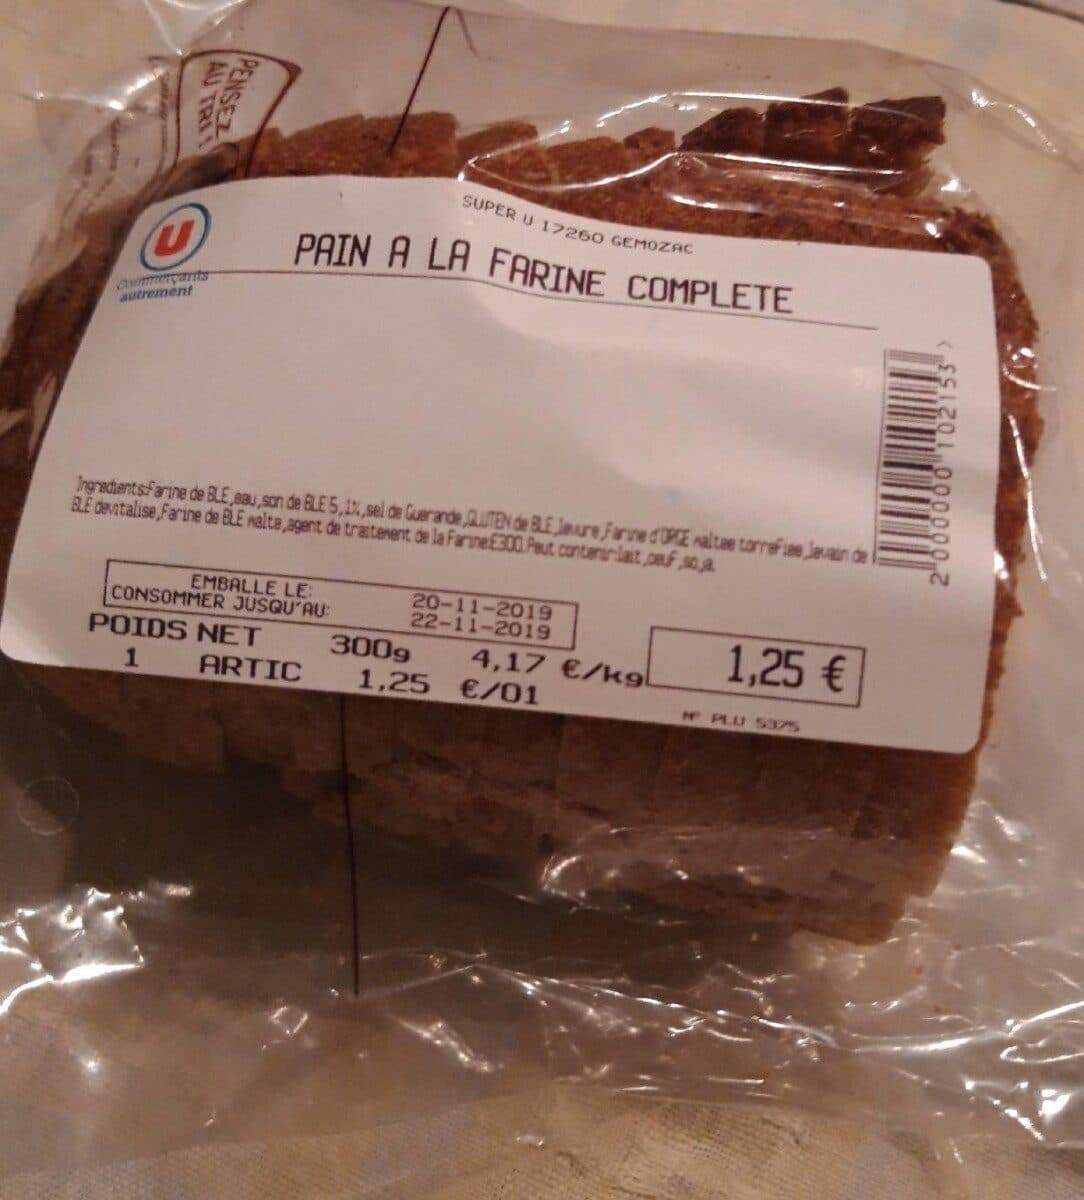 PENSEZ
AU TRI !
U
Commerçants
autrement
SUPER U 17260 GEMOZAC
PAIN A LA FARINE COMPLETE
Ingredients:Farine de BLE,eau,son de BLE 5,1%,sel de Guerande,GLUTEN de BLE,levure,Farine d'ORGE maltee torrefiee,levain de
BLE devitalise,Farine de BLE malte,agent de traitement de la Farine:E300.Peut contenir:lait,oeuf,soja.
EMBALLE LE: 20-11-2019
CONSOMMER JUSQU'AU: 22-11-2019
POIDS NET 300g 4,17 €/kg
1 ARTIC 1,25 €/01
1,25 €
N° PLU 5375
2 000000 102153 >